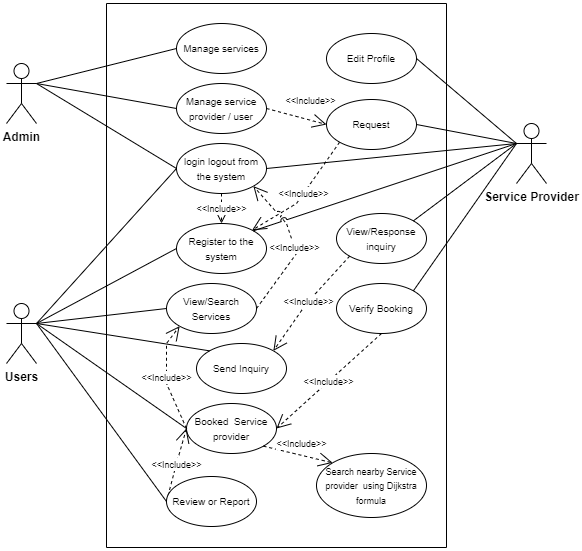 Manage services
Edit Profile
Manage service
provider / user
<<Include>>
Request
Admin
Service Provider
login logout from
the system
<<Include>>
<<Include>>
Register to the
system
<<Include>>
View/Response
inquiry
View/Search
Services
<<Include>>
Verify Booking
Users
Send Inquiry
<<Include>>
<<Include>>
Booked Service
provider
<<Include>>
<<Include>>
Search nearby Service
provider using Dijkstra
formula
Review or Report